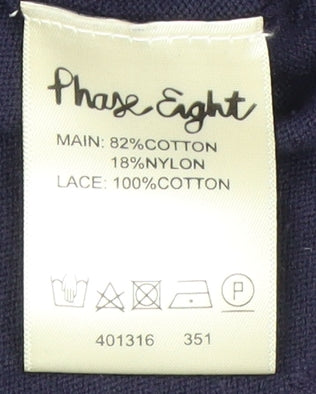 Phase Eight
MAIN: 82%COTTON
18%NYLON
LACE: 100%COTTON
P
401316 351